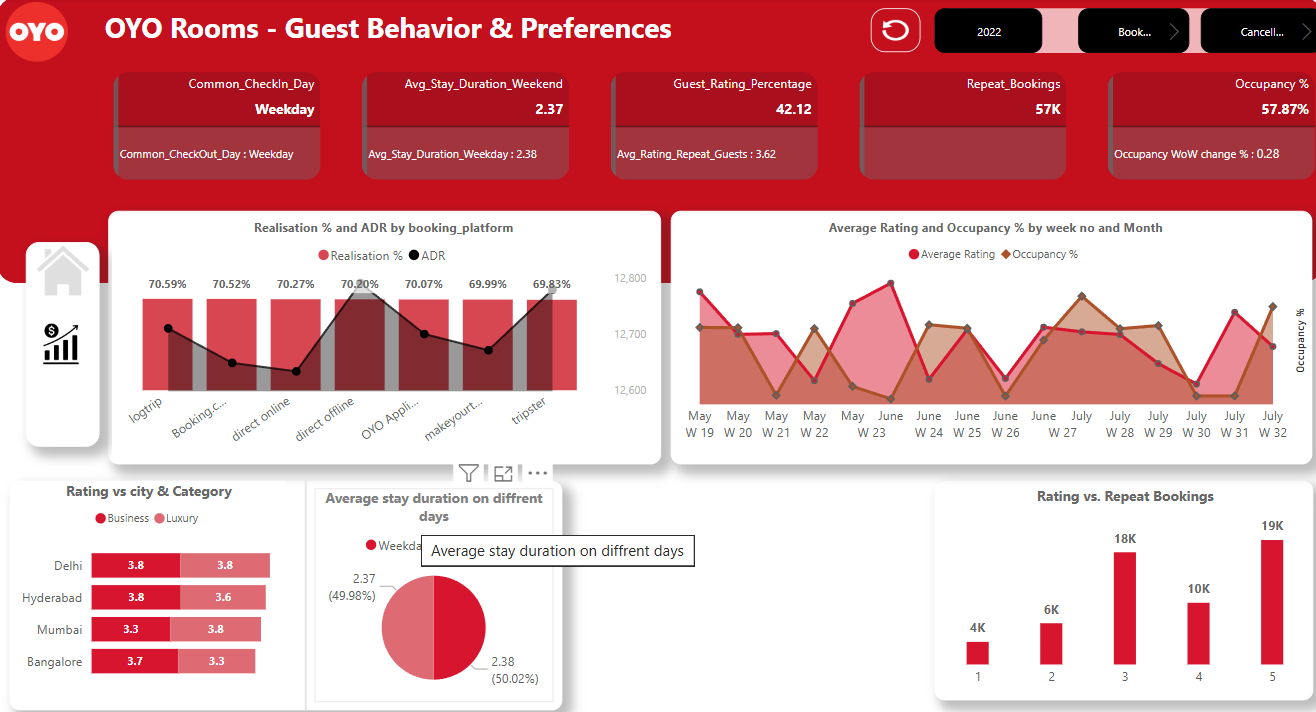 OYO
OYO Rooms - Guest Behavior & Preferences
2022
Book...
Cancell...
Common_CheckIn_Day
Weekday
Common_CheckOut_Day : Weekday
Avg_Stay_Duration_Weekend
2.37
Avg_Stay_Duration_Weekday : 2.38
Guest_Rating_Percentage
42.12
Avg_Rating_Repeat_Guests : 3.62
Repeat_Bookings
57K
Occupancy %
57.87%
Occupancy WoW change % : 0.28
Realisation % and ADR by booking_platform
Realisation % ADR
70.59% 70.52% 70.27% 70.20% 70.07% 69.99% 69.83%
12,800
12,700
12,600
logtrip Booking.c... direct online direct offline OYO Appli... makeyourt... tripster
Average Rating and Occupancy % by week no and Month
Average Rating Occupancy %
Occupancy %
May May May May May June June June June June July July July July July July
W 19 W 20 W 21 W 22 W 23 W 24 W 25 W 26 W 27 W 28 W 29 W 30 W 31 W 32
$
Rating vs city & Category
Business Luxury
Delhi 3.8 3.8
Hyderabad 3.8 3.6
Mumbai 3.3 3.8
Bangalore 3.7 3.3
Average stay duration on diffrent
days
Weekda
Average stay duration on diffrent days
2.37
(49.98%)
2.38
(50.02%)
Rating vs. Repeat Bookings
4K 6K 18K 10K 19K
1 2 3 4 5